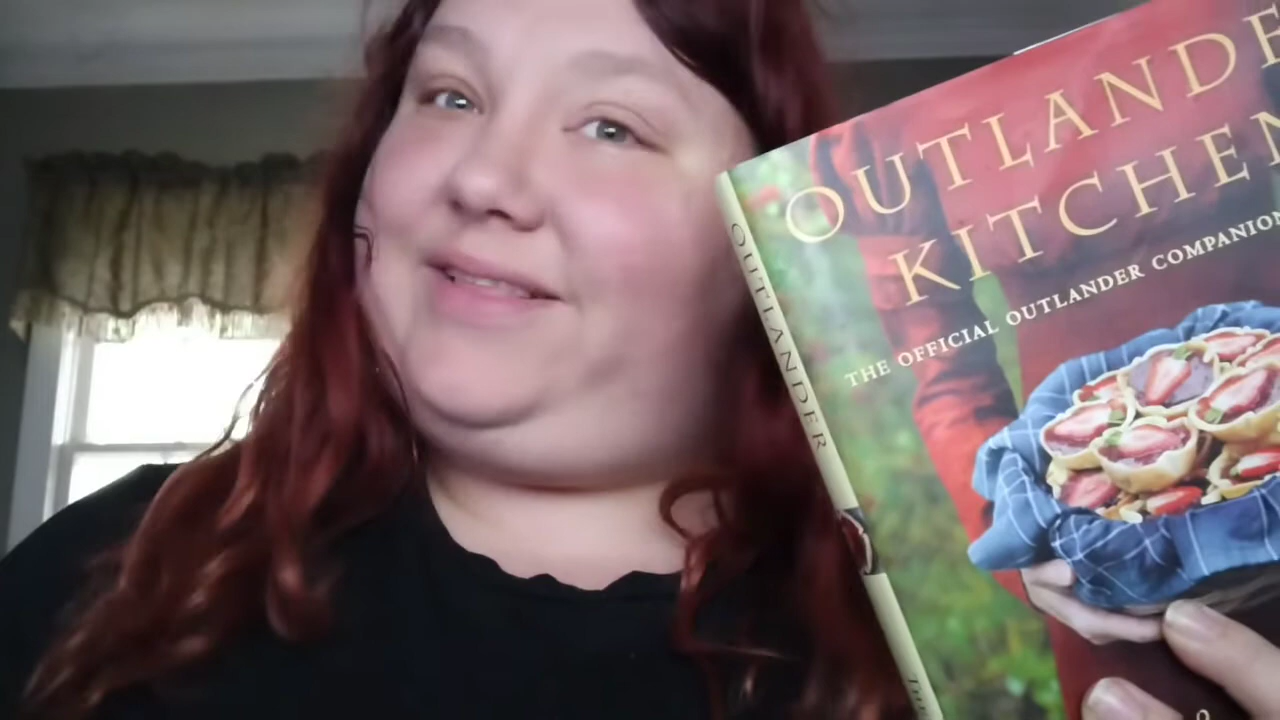 OUTLANDE
KITCHEN
THE OFFICIAL OUTLANDER COMPANION
OUTLANDER